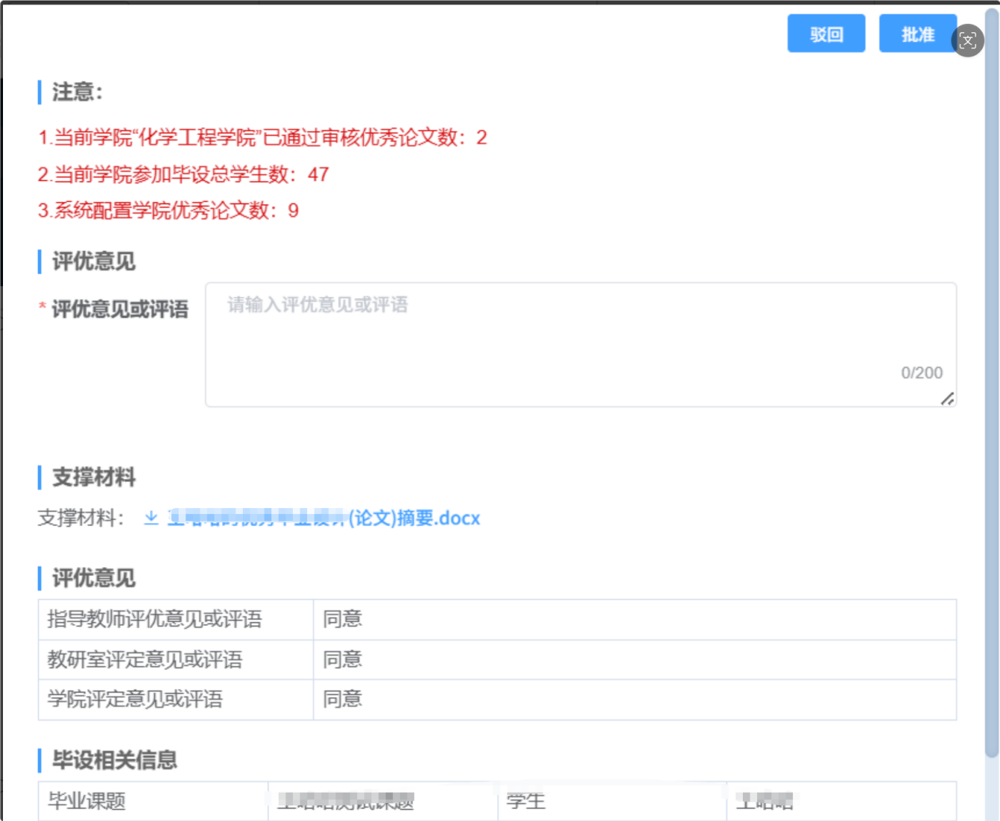 驳回 批准
注意：
1.当前学院“化学工程学院”已通过审核优秀论文数：2
2.当前学院参加毕设总学生数：47
3.系统配置学院优秀论文数：9
评优意见
* 评优意见或评语 请输入评优意见或评语
0/200
支撑材料
支撑材料： (论文)摘要.docx
评优意见
指导教师评优意见或评语 同意
教研室评定意见或评语 同意
学院评定意见或评语 同意
毕设相关信息
毕业课题 学生